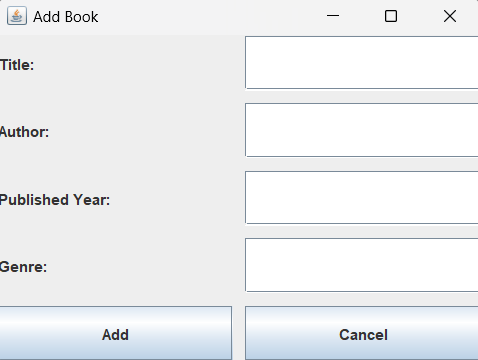 Add Book
Title:
Author:
Published Year:
Genre:
Add Cancel